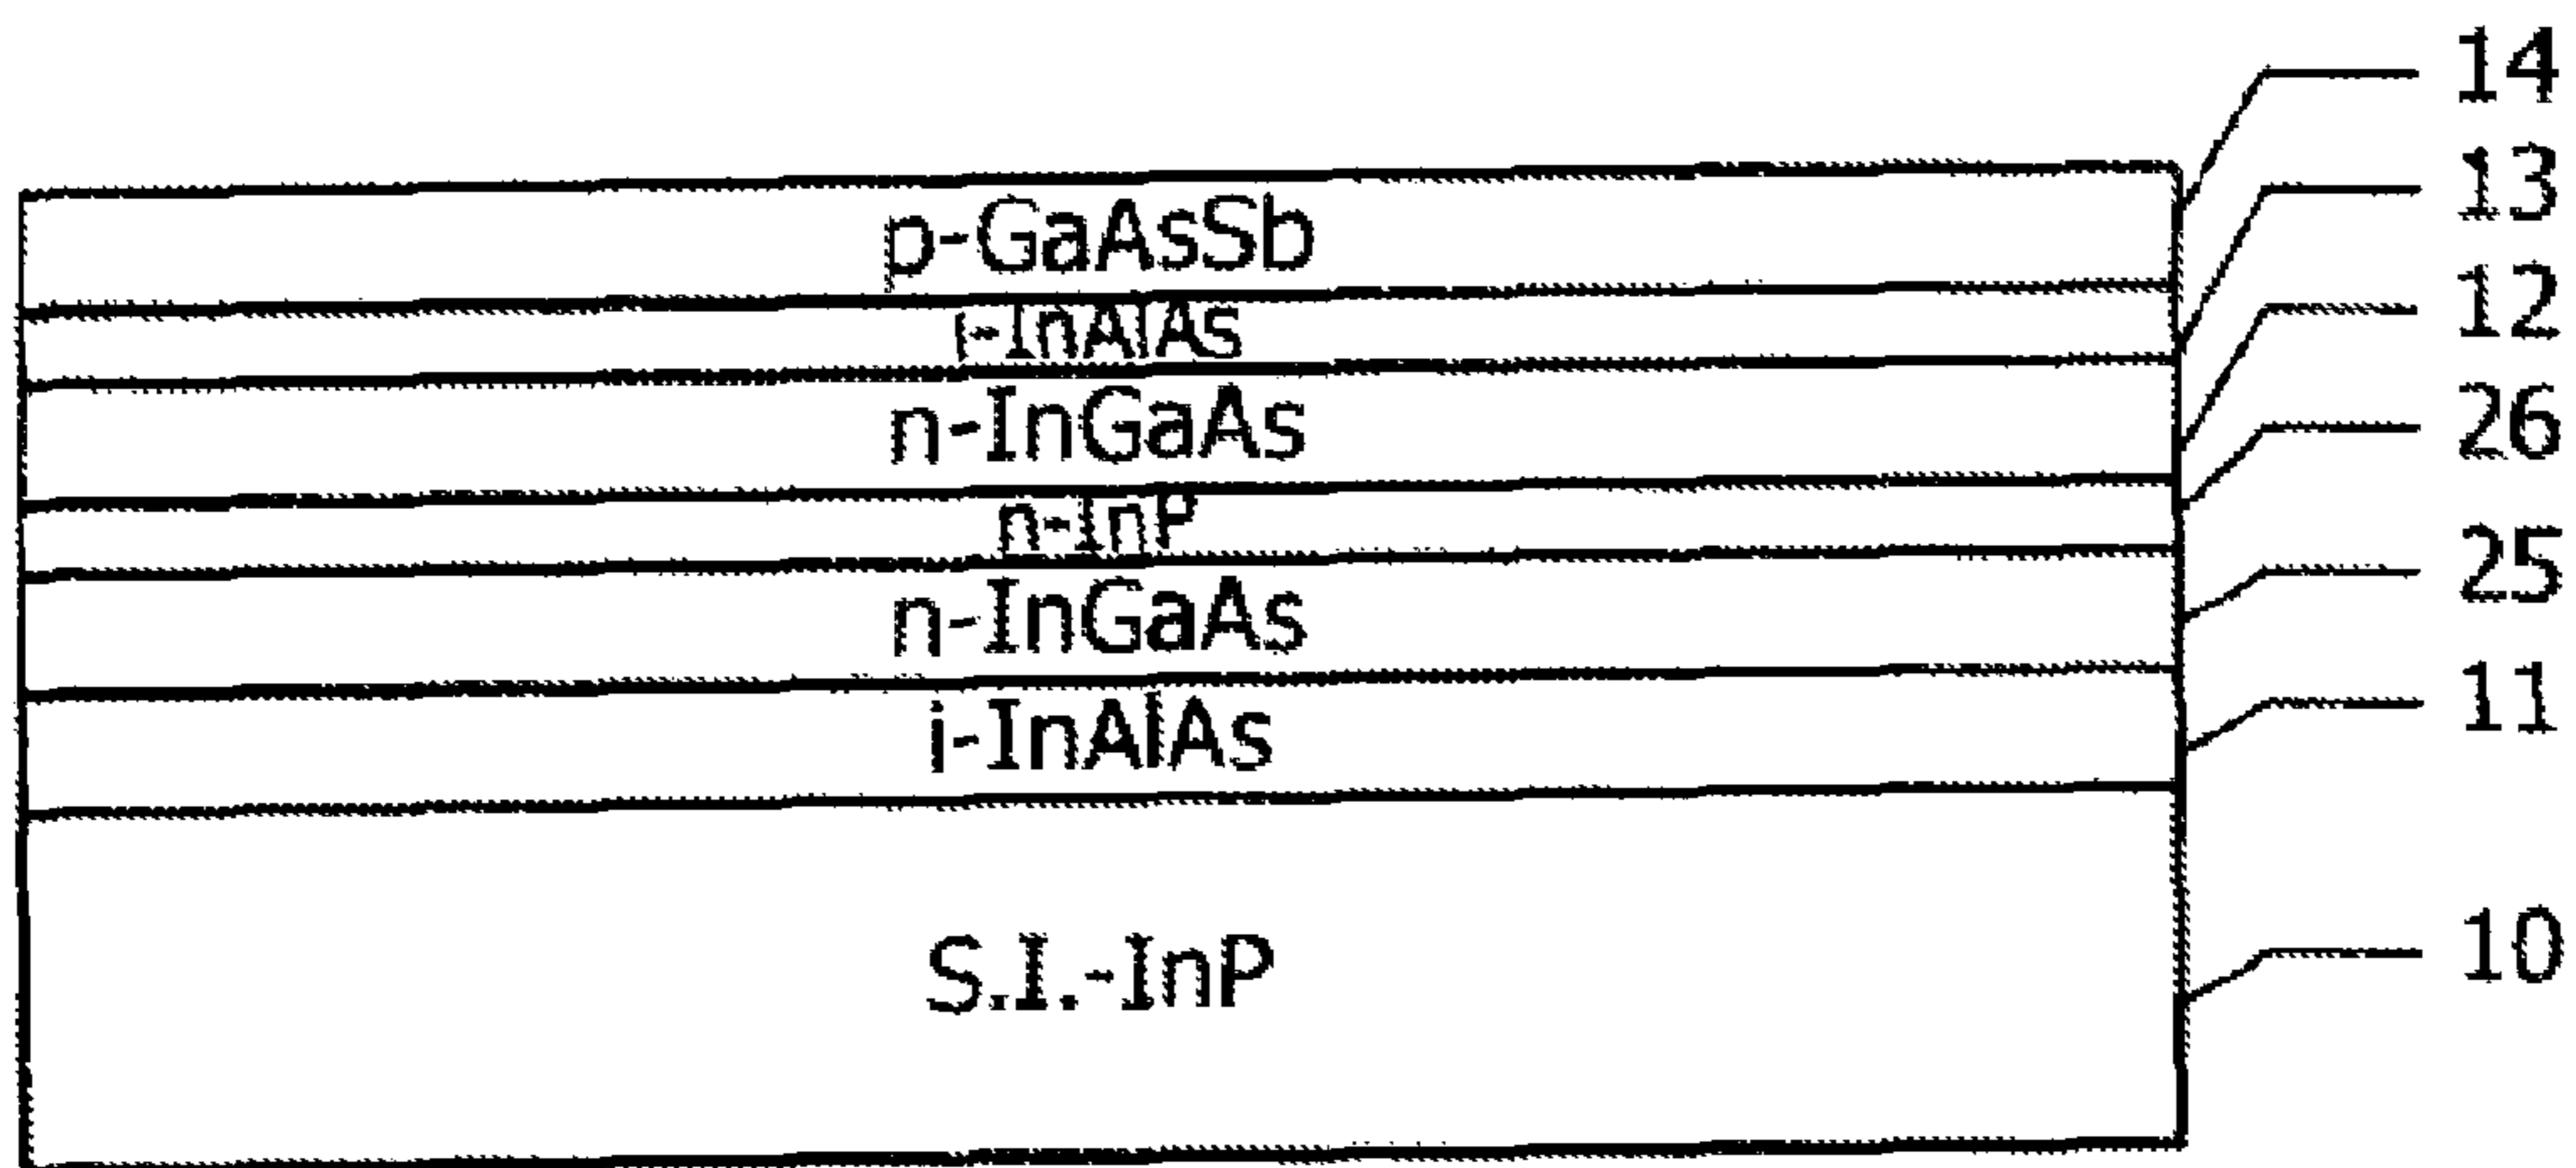 14
p-GaAsSb
13
i-InAlAs
12
n-InGaAs
26
n-InP
25
n-InGaAs
11
i-InAlAs
10
S.I.-InP